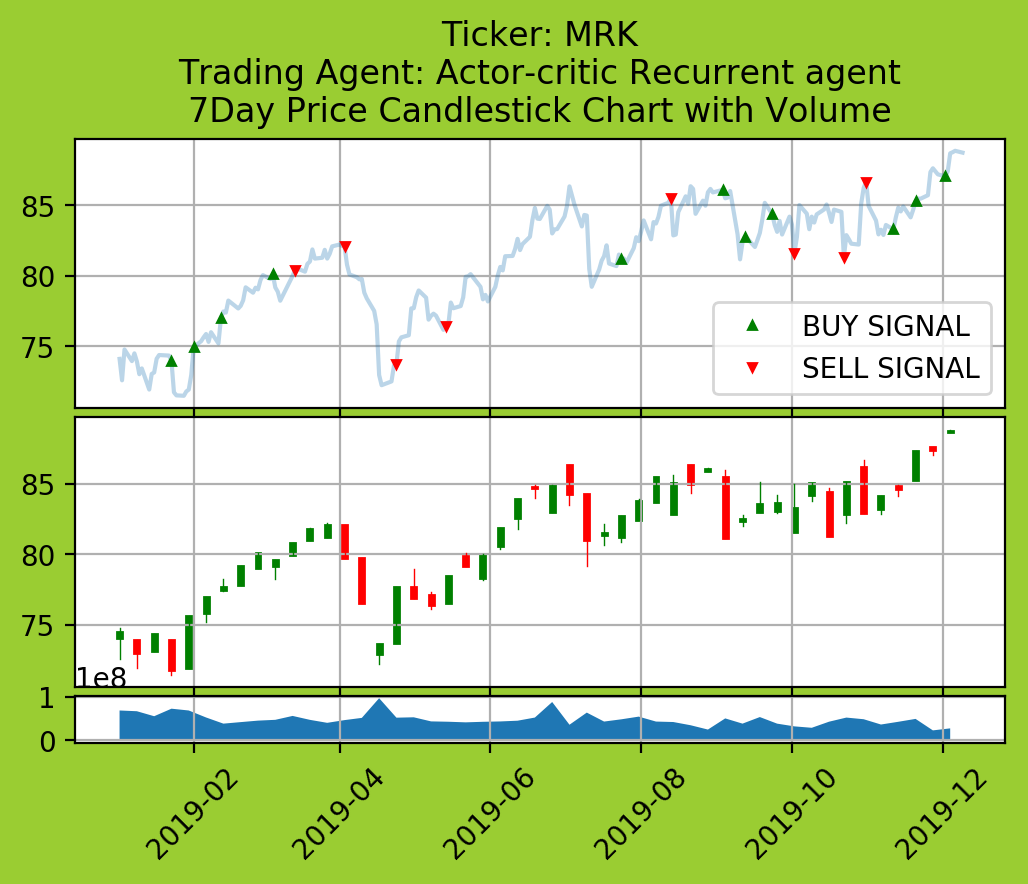 Ticker: MRK
Trading Agent: Actor-critic Recurrent agent
7Day Price Candlestick Chart with Volume
85
80
75
BUY SIGNAL
SELL SIGNAL
85
80
75
1e8
1
0
2019-02
2019-04
2019-06
2019-08
2019-10
2019-12